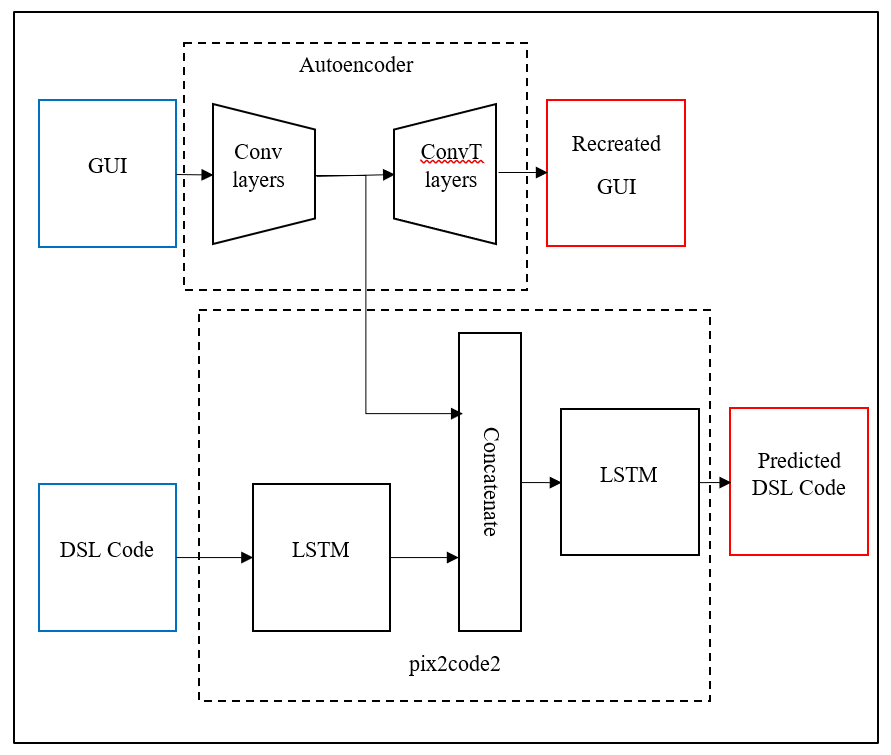 Autoencoder
GUI
Conv
layers
ConvT
layers
Recreated
GUI
Concatenate
LSTM
Predicted
DSL Code
DSL Code
LSTM
pix2code2